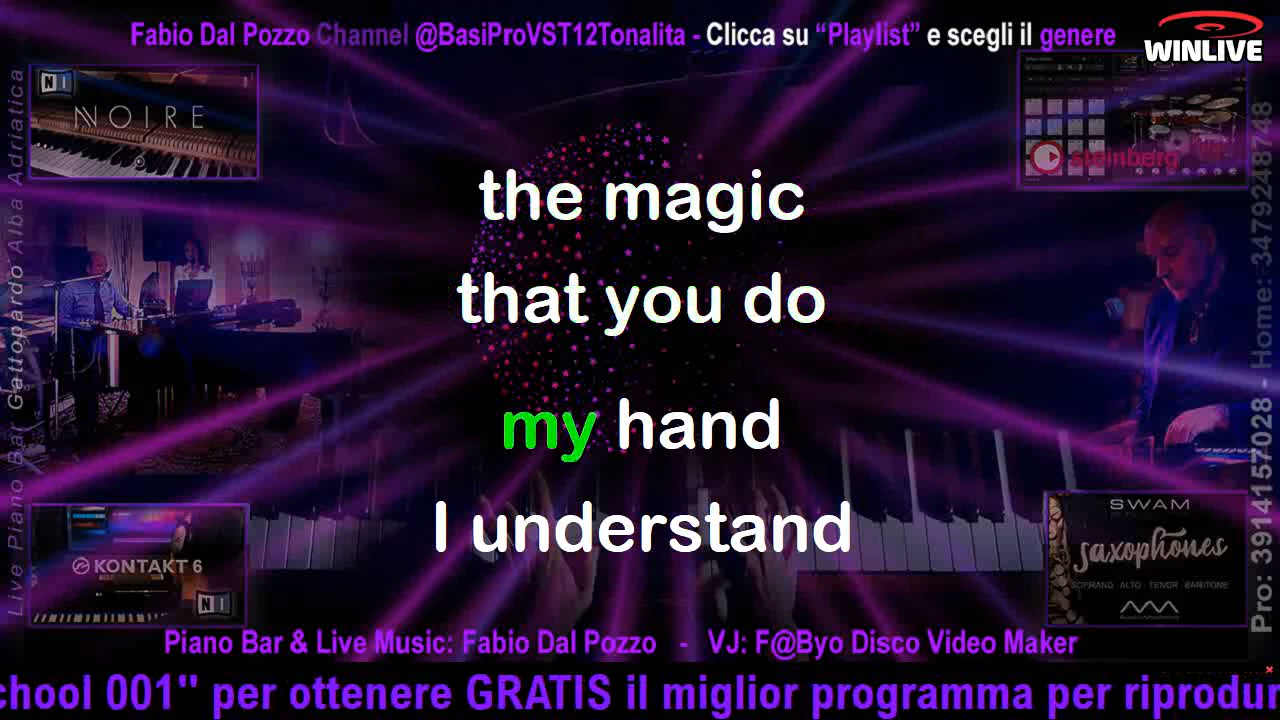 Fabio Dal Pozzo Channel @BasiProVST12Tonalita - Clicca su “Playlist” e scegli il genere
WINLIVE
NOIRE
steinberg
Live Piano Bar Gattopardo Alba Adriatica
the magic
that you do
my hand
I understand
Pro: 3914157028 - Home: 3479248748
KONTAKT 6
SWAM
saxophones
SOPRANO · ALTO · TENOR · BARITONE
Piano Bar & Live Music: Fabio Dal Pozzo - VJ: F@Byo Disco Video Maker
chool 001" per ottenere GRATIS il miglior programma per riprodur